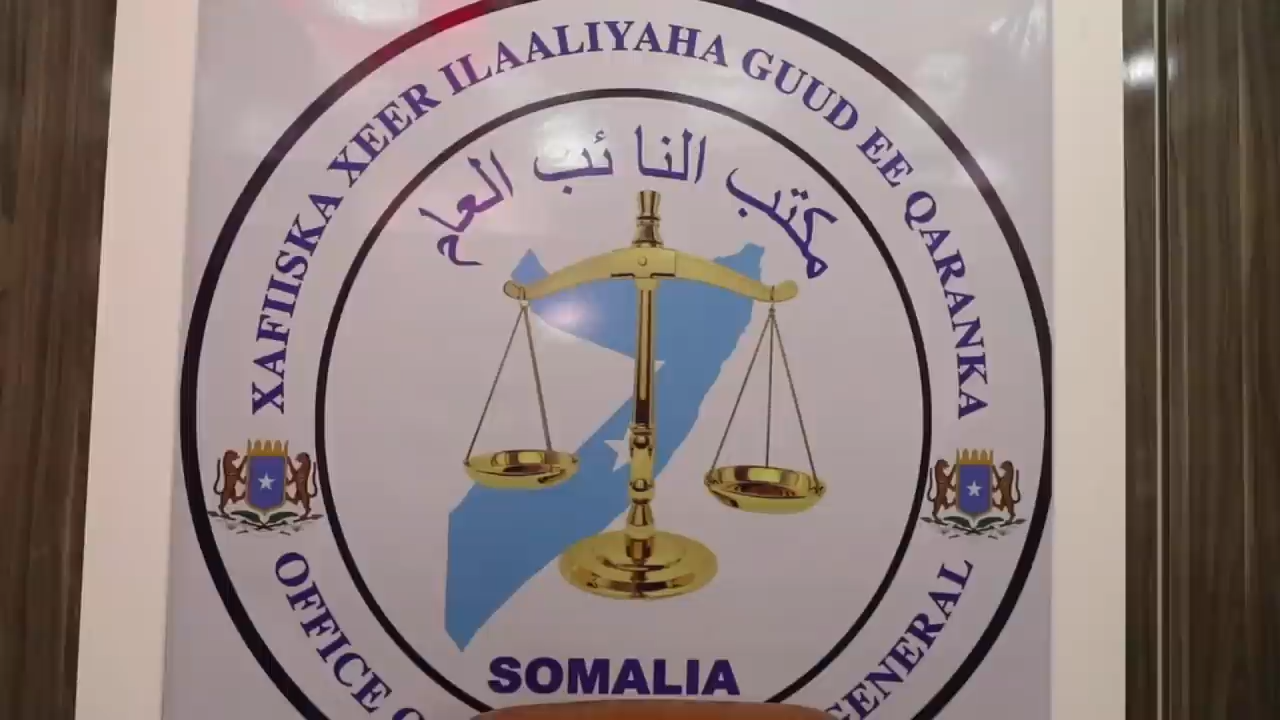 XAFIISKA XEER ILAALIYAHA GUUD EE QARANKA
مكتب النائب العام
SOMALIA
OFFICE
GENERAL